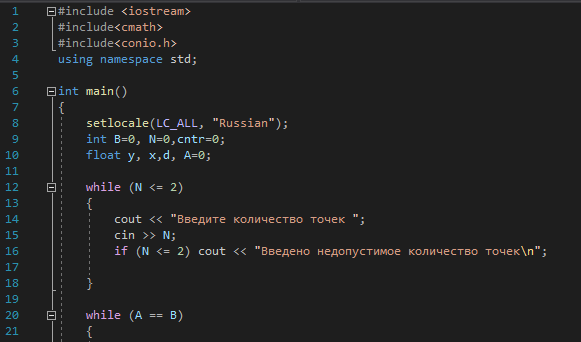 1 #include <iostream>
2 #include<cmath>
3 #include<conio.h>
4 using namespace std;
5
6 int main()
7 {
8 setlocale(LC_ALL, "Russian");
9 int B=0, N=0,cntr=0;
10 float y, x,d, A=0;
11
12 while (N <= 2)
13 {
14 cout << "Введите количество точек ";
15 cin >> N;
16 if (N <= 2) cout << "Введено недопустимое количество точек\n";
17
18 }
19
20 while (A == B)
21 {